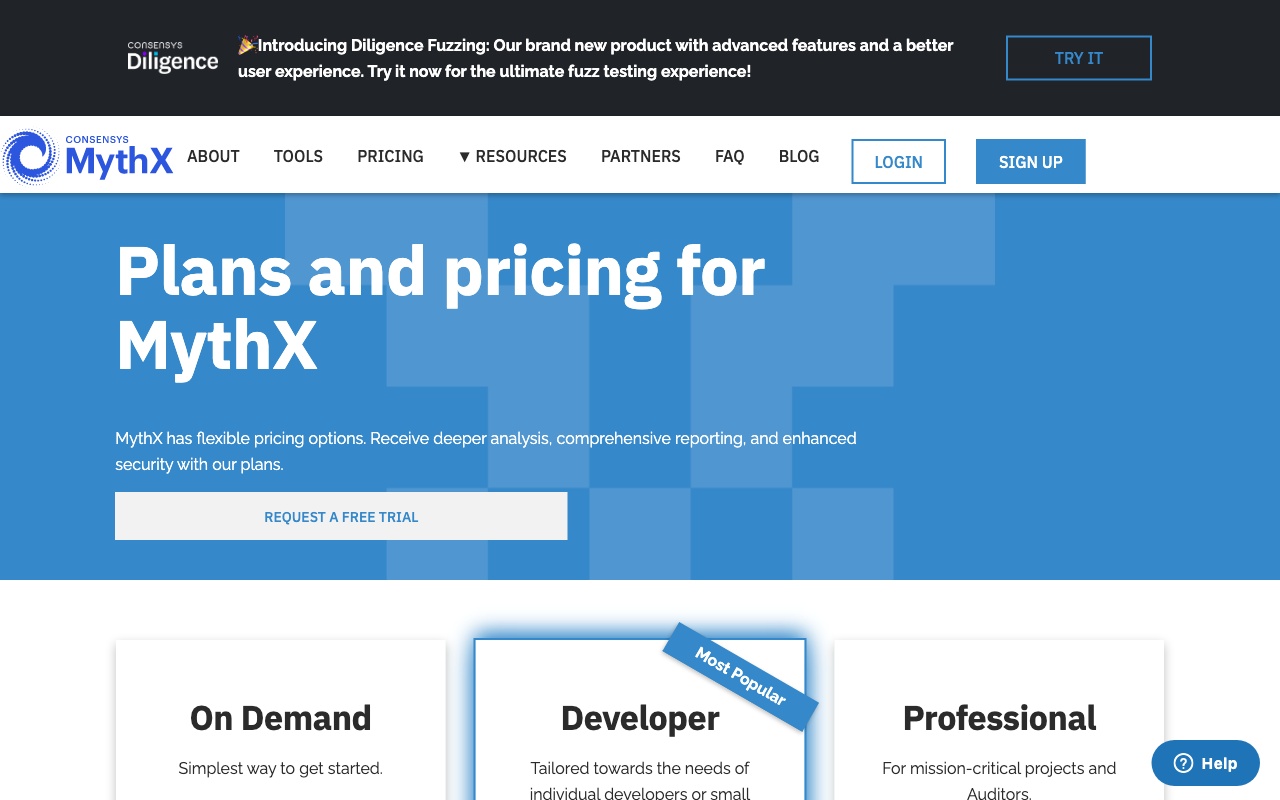 CONSENSYS
Diligence
🎉Introducing Diligence Fuzzing: Our brand new product with advanced features and a better
user experience. Try it now for the ultimate fuzz testing experience!
TRY IT
CONSENSYS
MythX
ABOUT TOOLS PRICING ▼ RESOURCES PARTNERS FAQ BLOG LOGIN SIGN UP
Plans and pricing for
MythX
MythX has flexible pricing options. Receive deeper analysis, comprehensive reporting, and enhanced
security with our plans.
REQUEST A FREE TRIAL
On Demand
Simplest way to get started.
Most Popular
Developer
Tailored towards the needs of
individual developers or small
Professional
For mission-critical projects and
Auditors.
Help